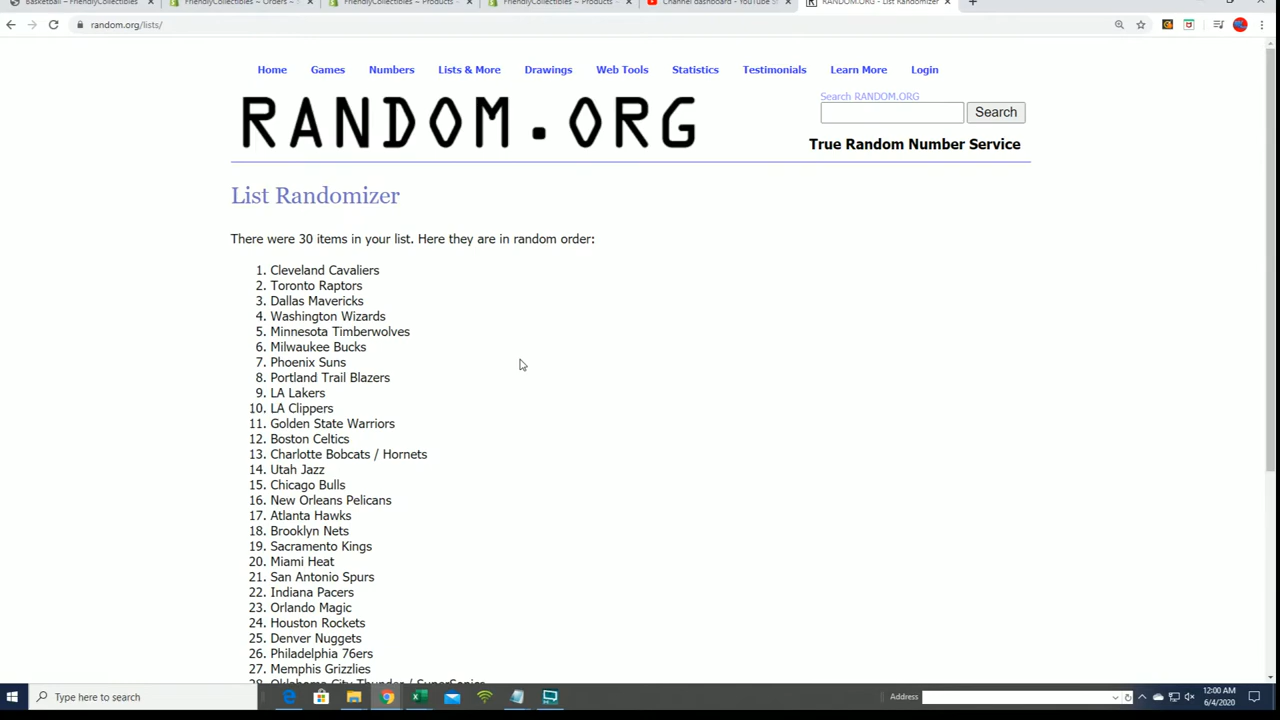 Basketball – FriendlyCollectibles
FriendlyCollectibles ~ Orders ~
FriendlyCollectibles ~ Products ~
FriendlyCollectibles ~ Products ~
Channel dashboard - YouTube
RANDOM.ORG - List Randomizer
random.org/lists/
Home Games Numbers Lists & More Drawings Web Tools Statistics Testimonials Learn More Login
Search RANDOM.ORG
RANDOM.ORG
Search
True Random Number Service
List Randomizer
There were 30 items in your list. Here they are in random order:
1. Cleveland Cavaliers
2. Toronto Raptors
3. Dallas Mavericks
4. Washington Wizards
5. Minnesota Timberwolves
6. Milwaukee Bucks
7. Phoenix Suns
8. Portland Trail Blazers
9. LA Lakers
10. LA Clippers
11. Golden State Warriors
12. Boston Celtics
13. Charlotte Bobcats / Hornets
14. Utah Jazz
15. Chicago Bulls
16. New Orleans Pelicans
17. Atlanta Hawks
18. Brooklyn Nets
19. Sacramento Kings
20. Miami Heat
21. San Antonio Spurs
22. Indiana Pacers
23. Orlando Magic
24. Houston Rockets
25. Denver Nuggets
26. Philadelphia 76ers
27. Memphis Grizzlies
28. Oklahoma City Thunder / SuperSonics
Type here to search
Address
12:00 AM
6/4/2020